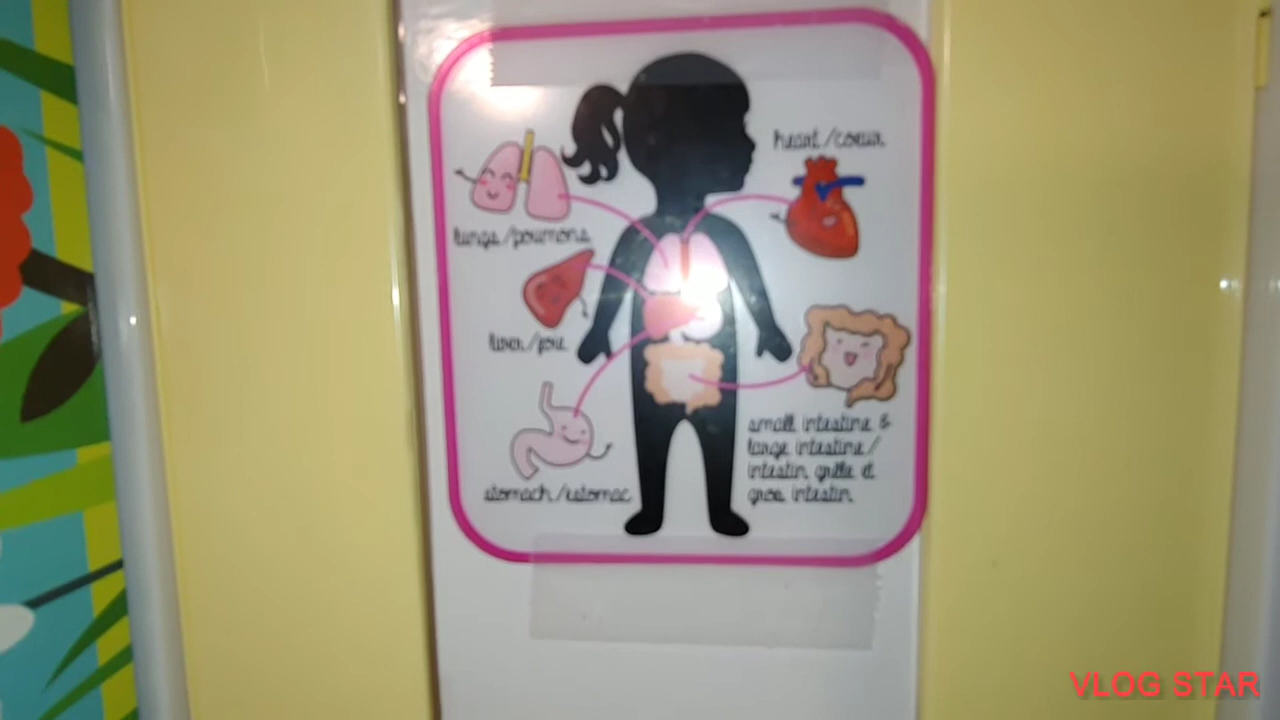 heart/coeur
lungs/poumons
liver/foie
stomach/estomac
small intestine &
large intestine/
intestin grêle et
gros intestin
VLOG STAR